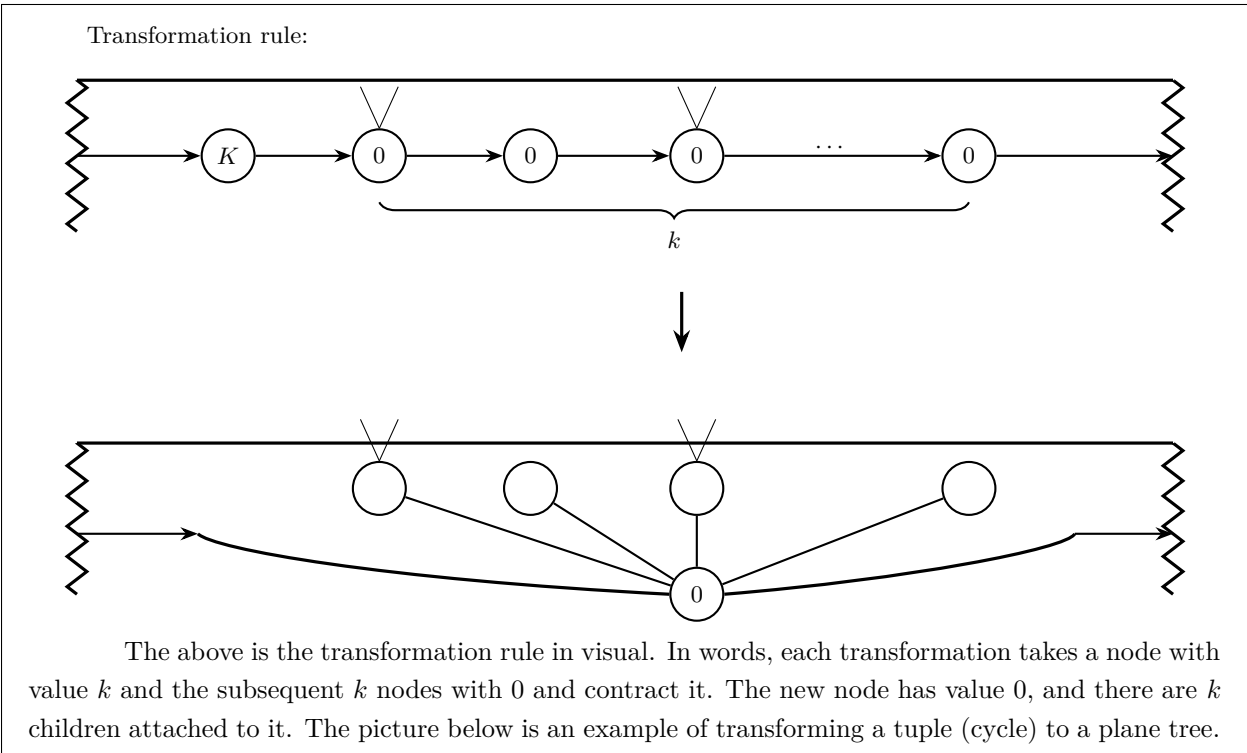 Transformation rule:
K 0 0 0 ... 0
k
0
The above is the transformation rule in visual. In words, each transformation takes a node with
value k and the subsequent k nodes with 0 and contract it. The new node has value 0, and there are k
children attached to it. The picture below is an example of transforming a tuple (cycle) to a plane tree.